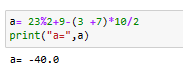 a= 23%2+9-(3 +7)*10/2
print("a=",a)
a= -40.0